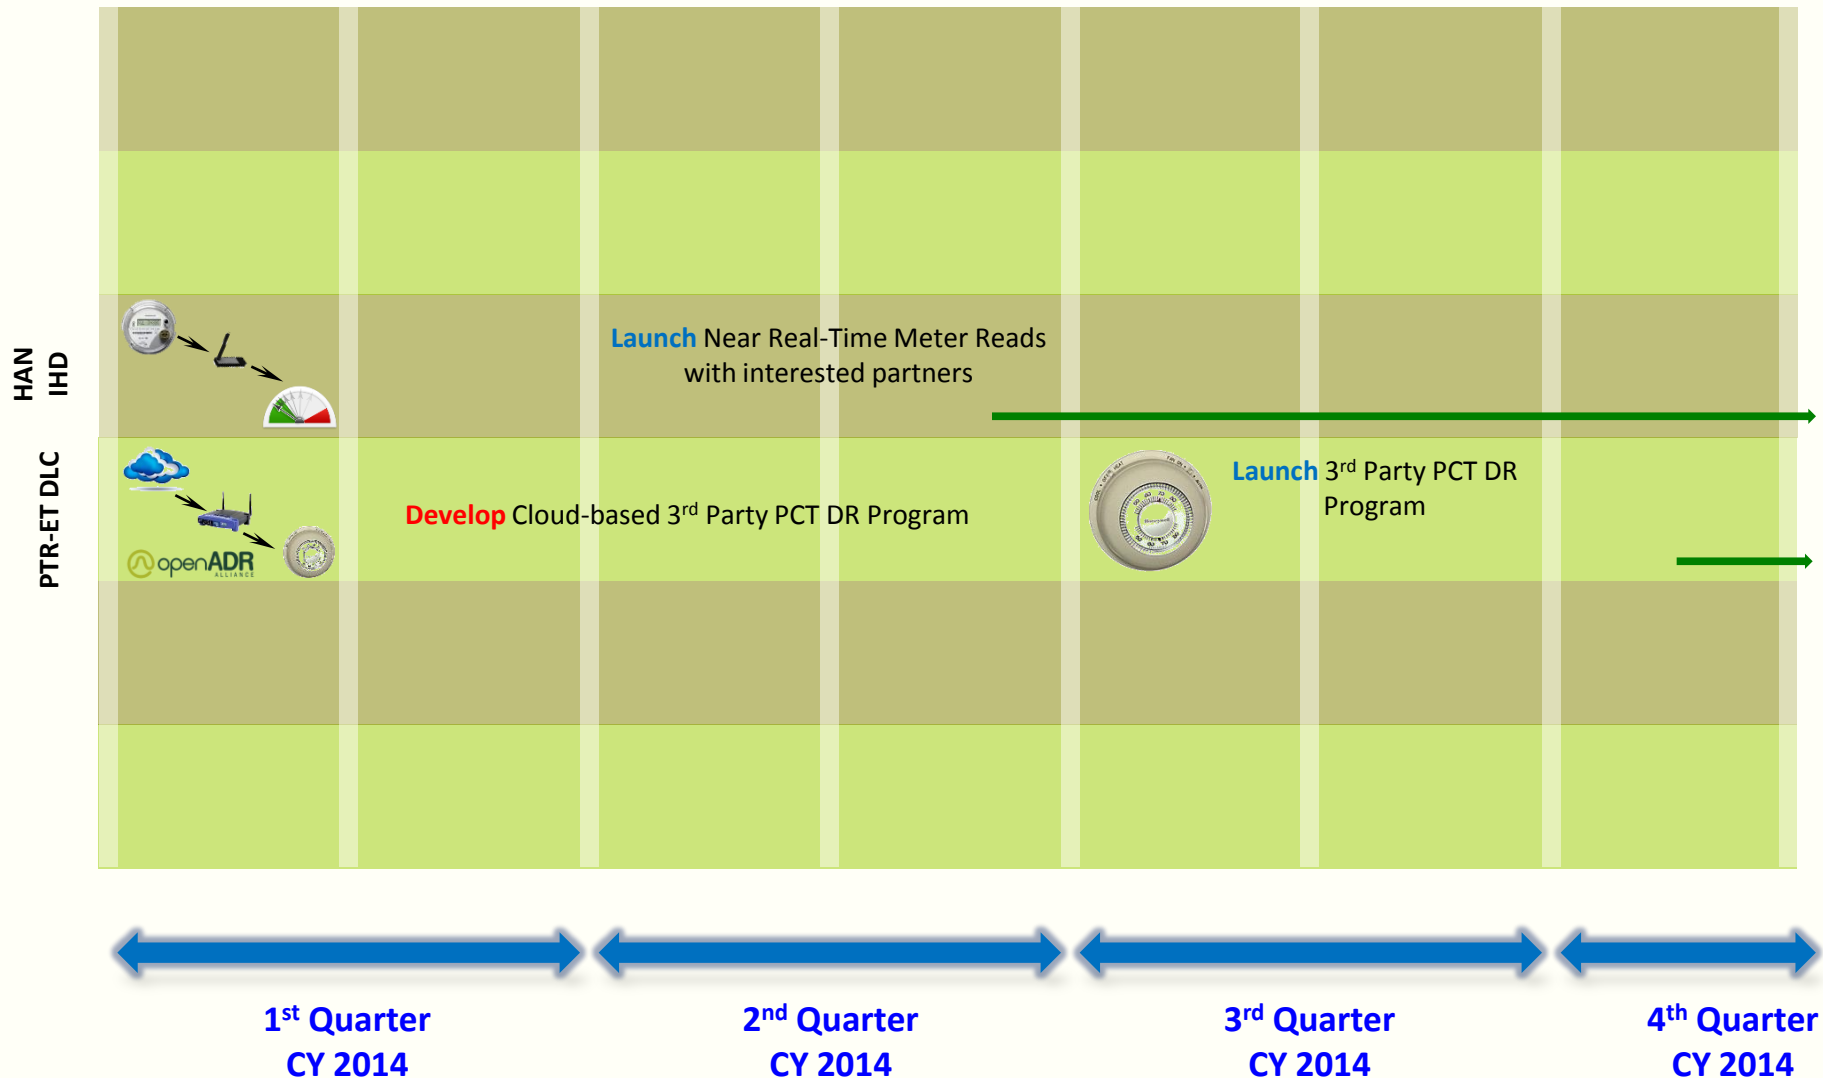 HAN
IHD
Launch Near Real-Time Meter Reads
with interested partners
PTR-ET DLC
openADR
ALLIANCE
Develop Cloud-based 3rd Party PCT DR Program
Launch 3rd Party PCT DR
Program
Honeywell
1st Quarter
CY 2014
2nd Quarter
CY 2014
3rd Quarter
CY 2014
4th Quarter
CY 2014